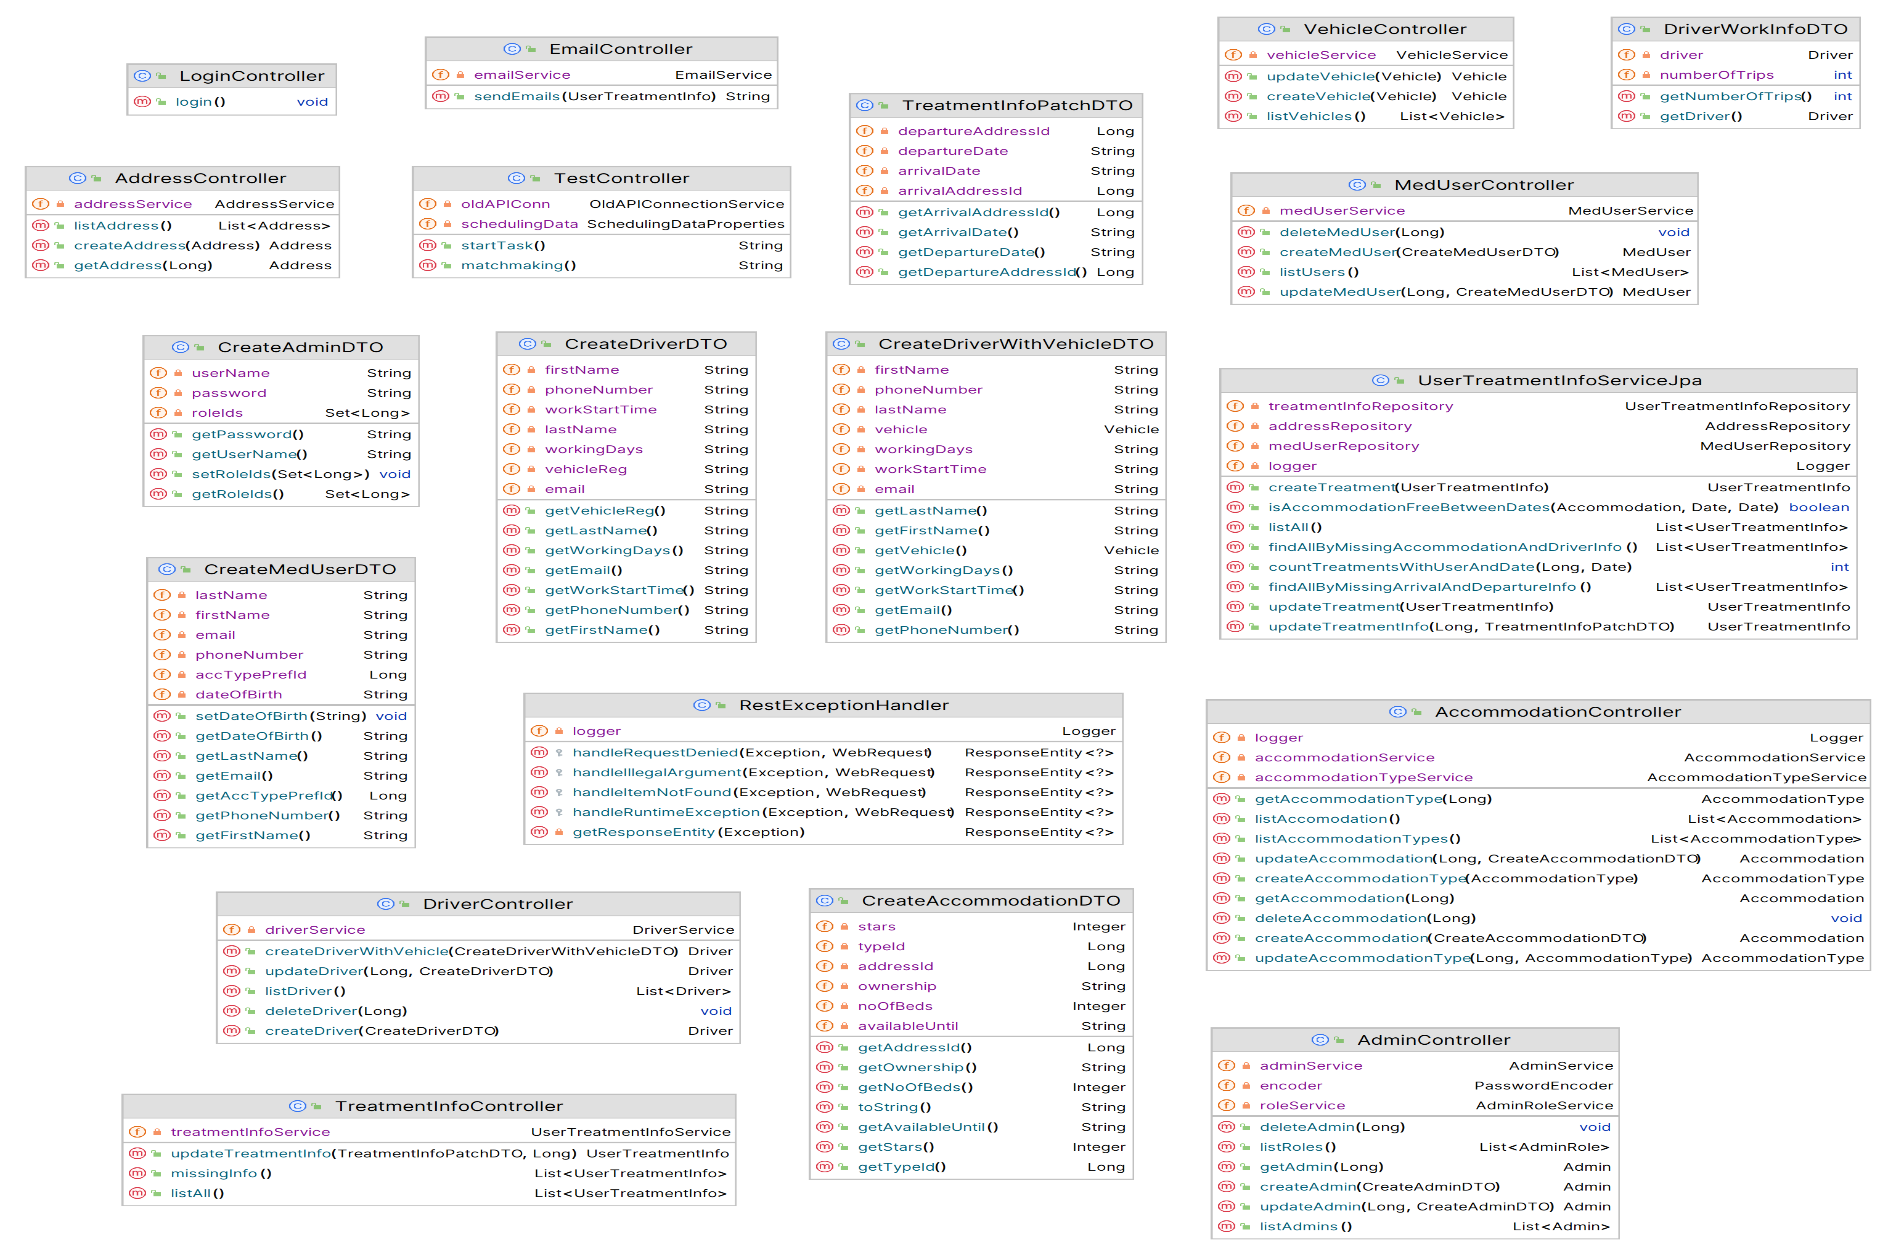 LoginController
login() void
EmailController
emailService EmailService
sendEmails(UserTreatmentInfo) String
TreatmentInfoPatchDTO
departureAddressId Long
departureDate String
arrivalDate String
arrivalAddressId Long
getArrivalAddressId() Long
getArrivalDate() String
getDepartureDate() String
getDepartureAddressId() Long
VehicleController
vehicleService VehicleService
updateVehicle(Vehicle) Vehicle
createVehicle(Vehicle) Vehicle
listVehicles() List<Vehicle>
DriverWorkInfoDTO
driver Driver
numberOfTrips int
getNumberOfTrips() int
getDriver() Driver
AddressController
addressService AddressService
listAddress() List<Address>
createAddress(Address) Address
getAddress(Long) Address
TestController
oldAPIConn OldAPIConnectionService
schedulingData SchedulingDataProperties
startTask() String
matchmaking() String
MedUserController
medUserService MedUserService
deleteMedUser(Long) void
createMedUser(CreateMedUserDTO) MedUser
listUsers() List<MedUser>
updateMedUser(Long, CreateMedUserDTO) MedUser
CreateAdminDTO
userName String
password String
roleIds Set<Long>
getPassword() String
getUserName() String
setRoleIds(Set<Long>) void
getRoleIds() Set<Long>
CreateDriverDTO
firstName String
phoneNumber String
workStartTime String
lastName String
workingDays String
vehicleReg String
email String
getVehicleReg() String
getLastName() String
getWorkingDays() String
getEmail() String
getWorkStartTime() String
getPhoneNumber() String
getFirstName() String
CreateDriverWithVehicleDTO
firstName String
phoneNumber String
lastName String
vehicle Vehicle
workingDays String
workStartTime String
email String
getLastName() String
getFirstName() String
getVehicle() Vehicle
getWorkingDays() String
getWorkStartTime() String
getEmail() String
getPhoneNumber() String
UserTreatmentInfoServiceJpa
treatmentInfoRepository UserTreatmentInfoRepository
addressRepository AddressRepository
medUserRepository MedUserRepository
logger Logger
createTreatment(UserTreatmentInfo) UserTreatmentInfo
isAccommodationFreeBetweenDates(Accommodation, Date, Date) boolean
listAll() List<UserTreatmentInfo>
findAllByMissingAccommodationAndDriverInfo() List<UserTreatmentInfo>
countTreatmentsWithUserAndDate(Long, Date) int
findAllByMissingArrivalAndDepartureInfo() List<UserTreatmentInfo>
updateTreatment(UserTreatmentInfo) UserTreatmentInfo
updateTreatmentInfo(Long, TreatmentInfoPatchDTO) UserTreatmentInfo
CreateMedUserDTO
lastName String
firstName String
email String
phoneNumber String
accTypePrefId Long
dateOfBirth String
setDateOfBirth(String) void
getDateOfBirth() String
getLastName() String
getEmail() String
getAccTypePrefId() Long
getPhoneNumber() String
getFirstName() String
RestExceptionHandler
logger Logger
handleRequestDenied(Exception, WebRequest) ResponseEntity<?>
handleIllegalArgument(Exception, WebRequest) ResponseEntity<?>
handleItemNotFound(Exception, WebRequest) ResponseEntity<?>
handleRuntimeException(Exception, WebRequest) ResponseEntity<?>
getResponseEntity(Exception) ResponseEntity<?>
AccommodationController
logger Logger
accommodationService AccommodationService
accommodationTypeService AccommodationTypeService
getAccommodationType(Long) AccommodationType
listAccomodation() List<Accommodation>
listAccommodationTypes() List<AccommodationType>
updateAccommodation(Long, CreateAccommodationDTO) Accommodation
createAccommodationType(AccommodationType) AccommodationType
getAccommodation(Long) Accommodation
deleteAccommodation(Long) void
createAccommodation(CreateAccommodationDTO) Accommodation
updateAccommodationType(Long, AccommodationType) AccommodationType
DriverController
driverService DriverService
createDriverWithVehicle(CreateDriverWithVehicleDTO) Driver
updateDriver(Long, CreateDriverDTO) Driver
listDriver() List<Driver>
deleteDriver(Long) void
createDriver(CreateDriverDTO) Driver
CreateAccommodationDTO
stars Integer
typeId Long
addressId Long
ownership String
noOfBeds Integer
availableUntil String
getAddressId() Long
getOwnership() String
getNoOfBeds() Integer
toString() String
getAvailableUntil() String
getStars() Integer
getTypeId() Long
AdminController
adminService AdminService
encoder PasswordEncoder
roleService AdminRoleService
deleteAdmin(Long) void
listRoles() List<AdminRole>
getAdmin(Long) Admin
createAdmin(CreateAdminDTO) Admin
updateAdmin(Long, CreateAdminDTO) Admin
listAdmins() List<Admin>
TreatmentInfoController
treatmentInfoService UserTreatmentInfoService
updateTreatmentInfo(TreatmentInfoPatchDTO, Long) UserTreatmentInfo
missingInfo() List<UserTreatmentInfo>
listAll() List<UserTreatmentInfo>